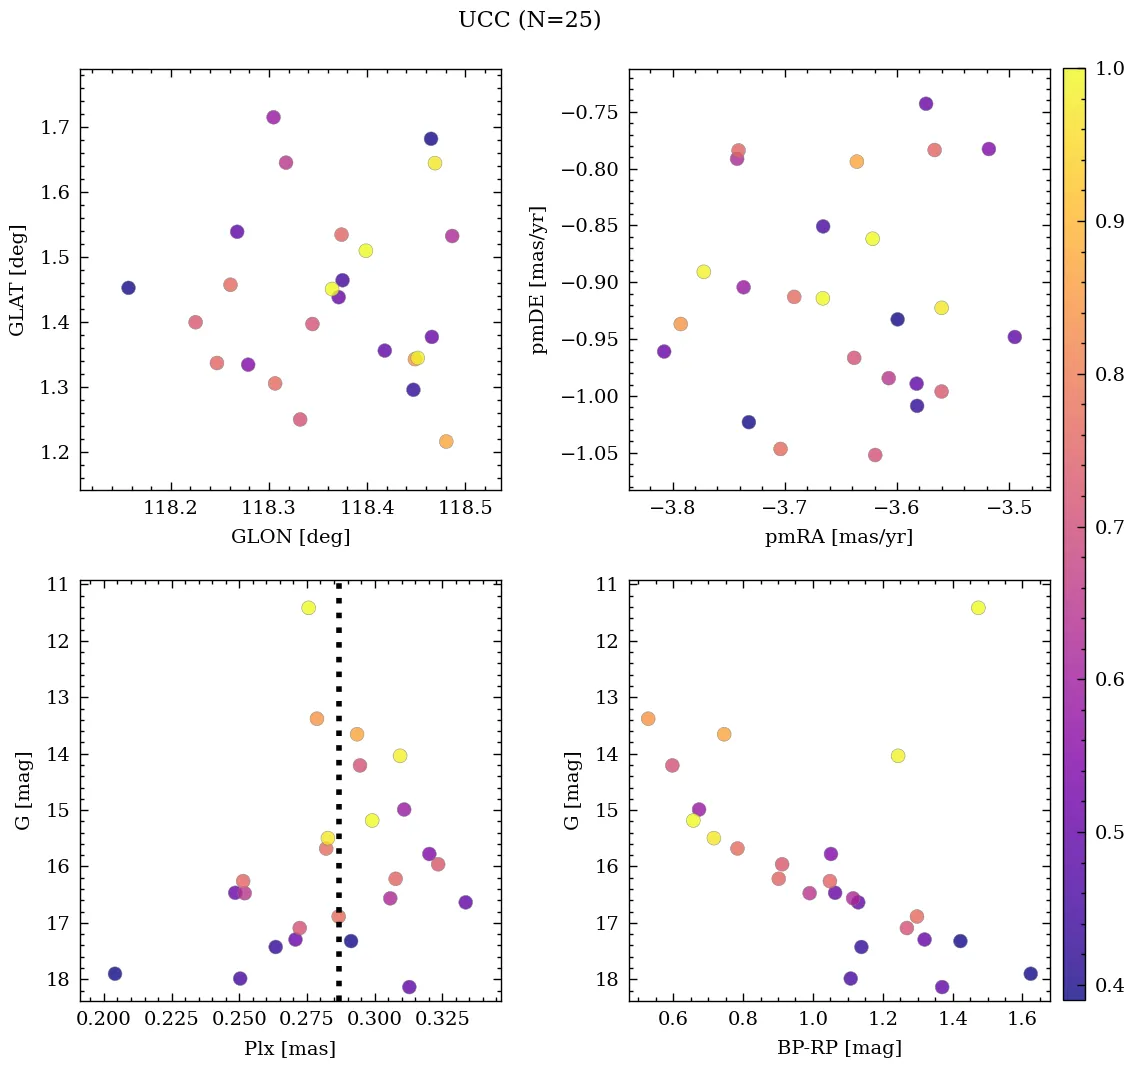 UCC (N=25)
1.7
1.6
1.5
1.4
1.3
1.2
GLAT [deg]
118.2 118.3 118.4 118.5
GLON [deg]
−0.75
−0.80
−0.85
−0.90
−0.95
−1.00
−1.05
pmDE [mas/yr]
−3.8 −3.7 −3.6 −3.5
pmRA [mas/yr]
11
12
13
14
15
16
17
18
G [mag]
0.200 0.225 0.250 0.275 0.300 0.325
Plx [mas]
11
12
13
14
15
16
17
18
G [mag]
0.6 0.8 1.0 1.2 1.4 1.6
BP-RP [mag]
1.0
0.9
0.8
0.7
0.6
0.5
0.4